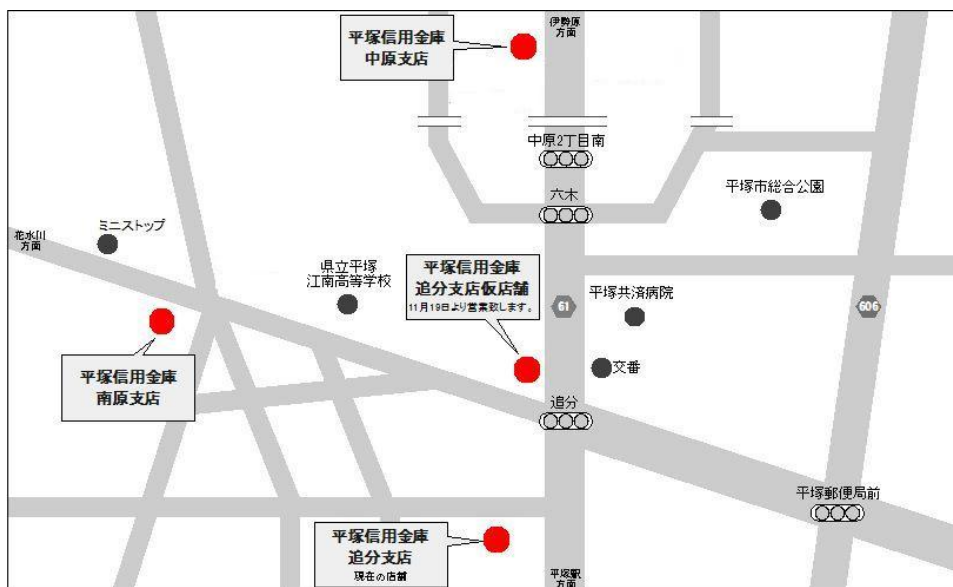 平塚信用金庫
中原支店
伊勢原
方面
中原2丁目南
六木
平塚市総合公園
花水川
方面
ミニストップ
県立平塚
江南高等学校
平塚信用金庫
追分支店仮店舗
11月19日より営業致します。
平塚共済病院
61
606
平塚信用金庫
南原支店
交番
追分
平塚郵便局前
平塚信用金庫
追分支店
現在の店舗
平塚駅
方面